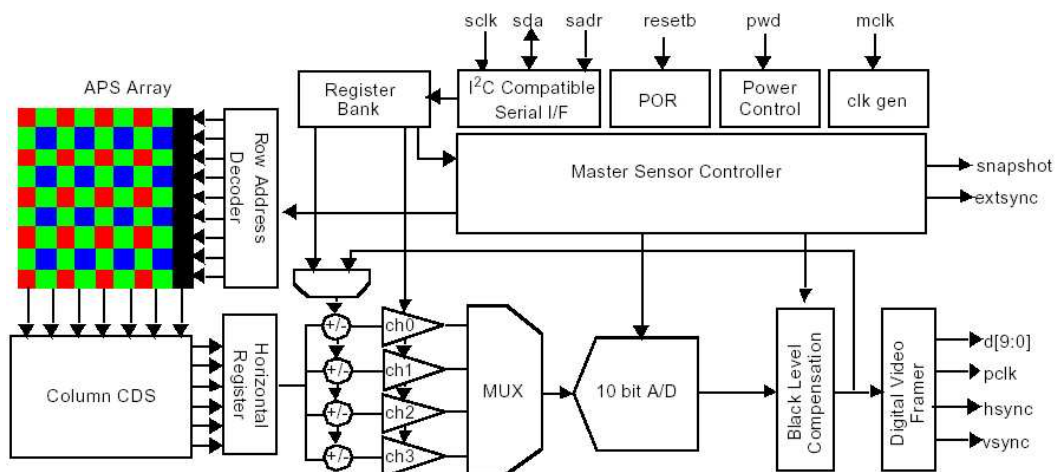 sclk sda sadr resetb pwd mclk
APS Array
Register
Bank
I²C Compatible
Serial I/F
POR
Power
Control
clk gen
Row Address
Decoder
Master Sensor Controller
snapshot
extsync
+/-
ch0
+/-
ch1
+/-
ch2
+/-
ch3
Column CDS
Horizontal
Register
MUX
10 bit A/D
Black Level
Compensation
Digital Video
Framer
d[9:0]
pclk
hsync
vsync